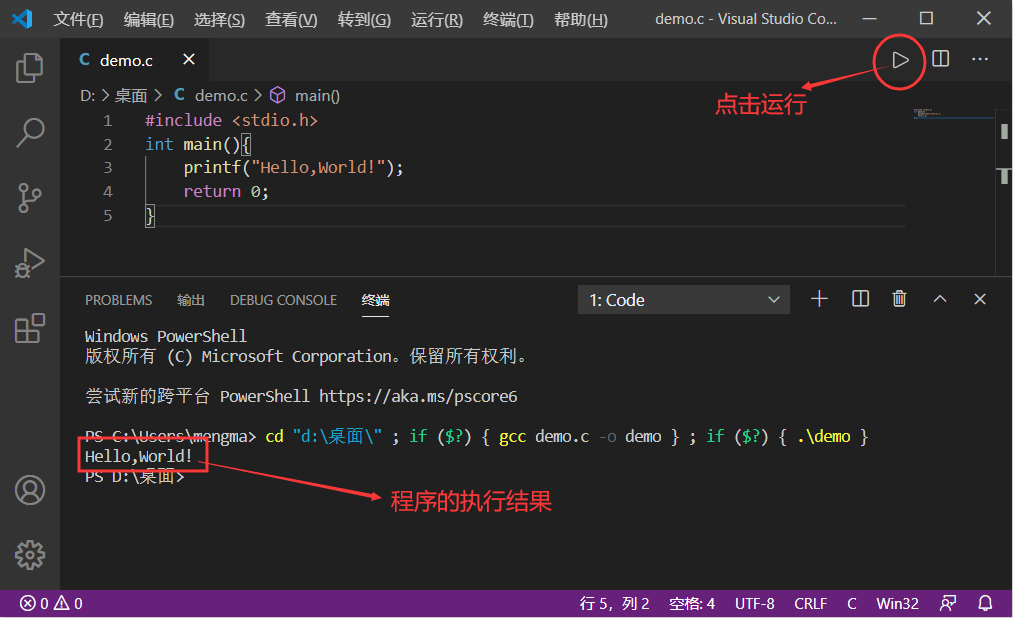 文件(F) 编辑(E) 选择(S) 查看(V) 转到(G) 运行(R) 终端(T) 帮助(H) demo.c - Visual Studio Co...
C demo.c
D: > 桌面 > C demo.c > main()
点击运行
1 #include <stdio.h>
2 int main(){
3 printf("Hello,World!");
4 return 0;
5 }
PROBLEMS 输出 DEBUG CONSOLE 终端 1: Code
Windows PowerShell
版权所有 (C) Microsoft Corporation。保留所有权利。
尝试新的跨平台 PowerShell https://aka.ms/pscore6
PS C:\Users\mengma> cd "d:\桌面\" ; if ($?) { gcc demo.c -o demo } ; if ($?) { .\demo }
Hello,World!
PS D:\桌面>
程序的执行结果
0 0 行 5，列 2 空格: 4 UTF-8 CRLF C Win32